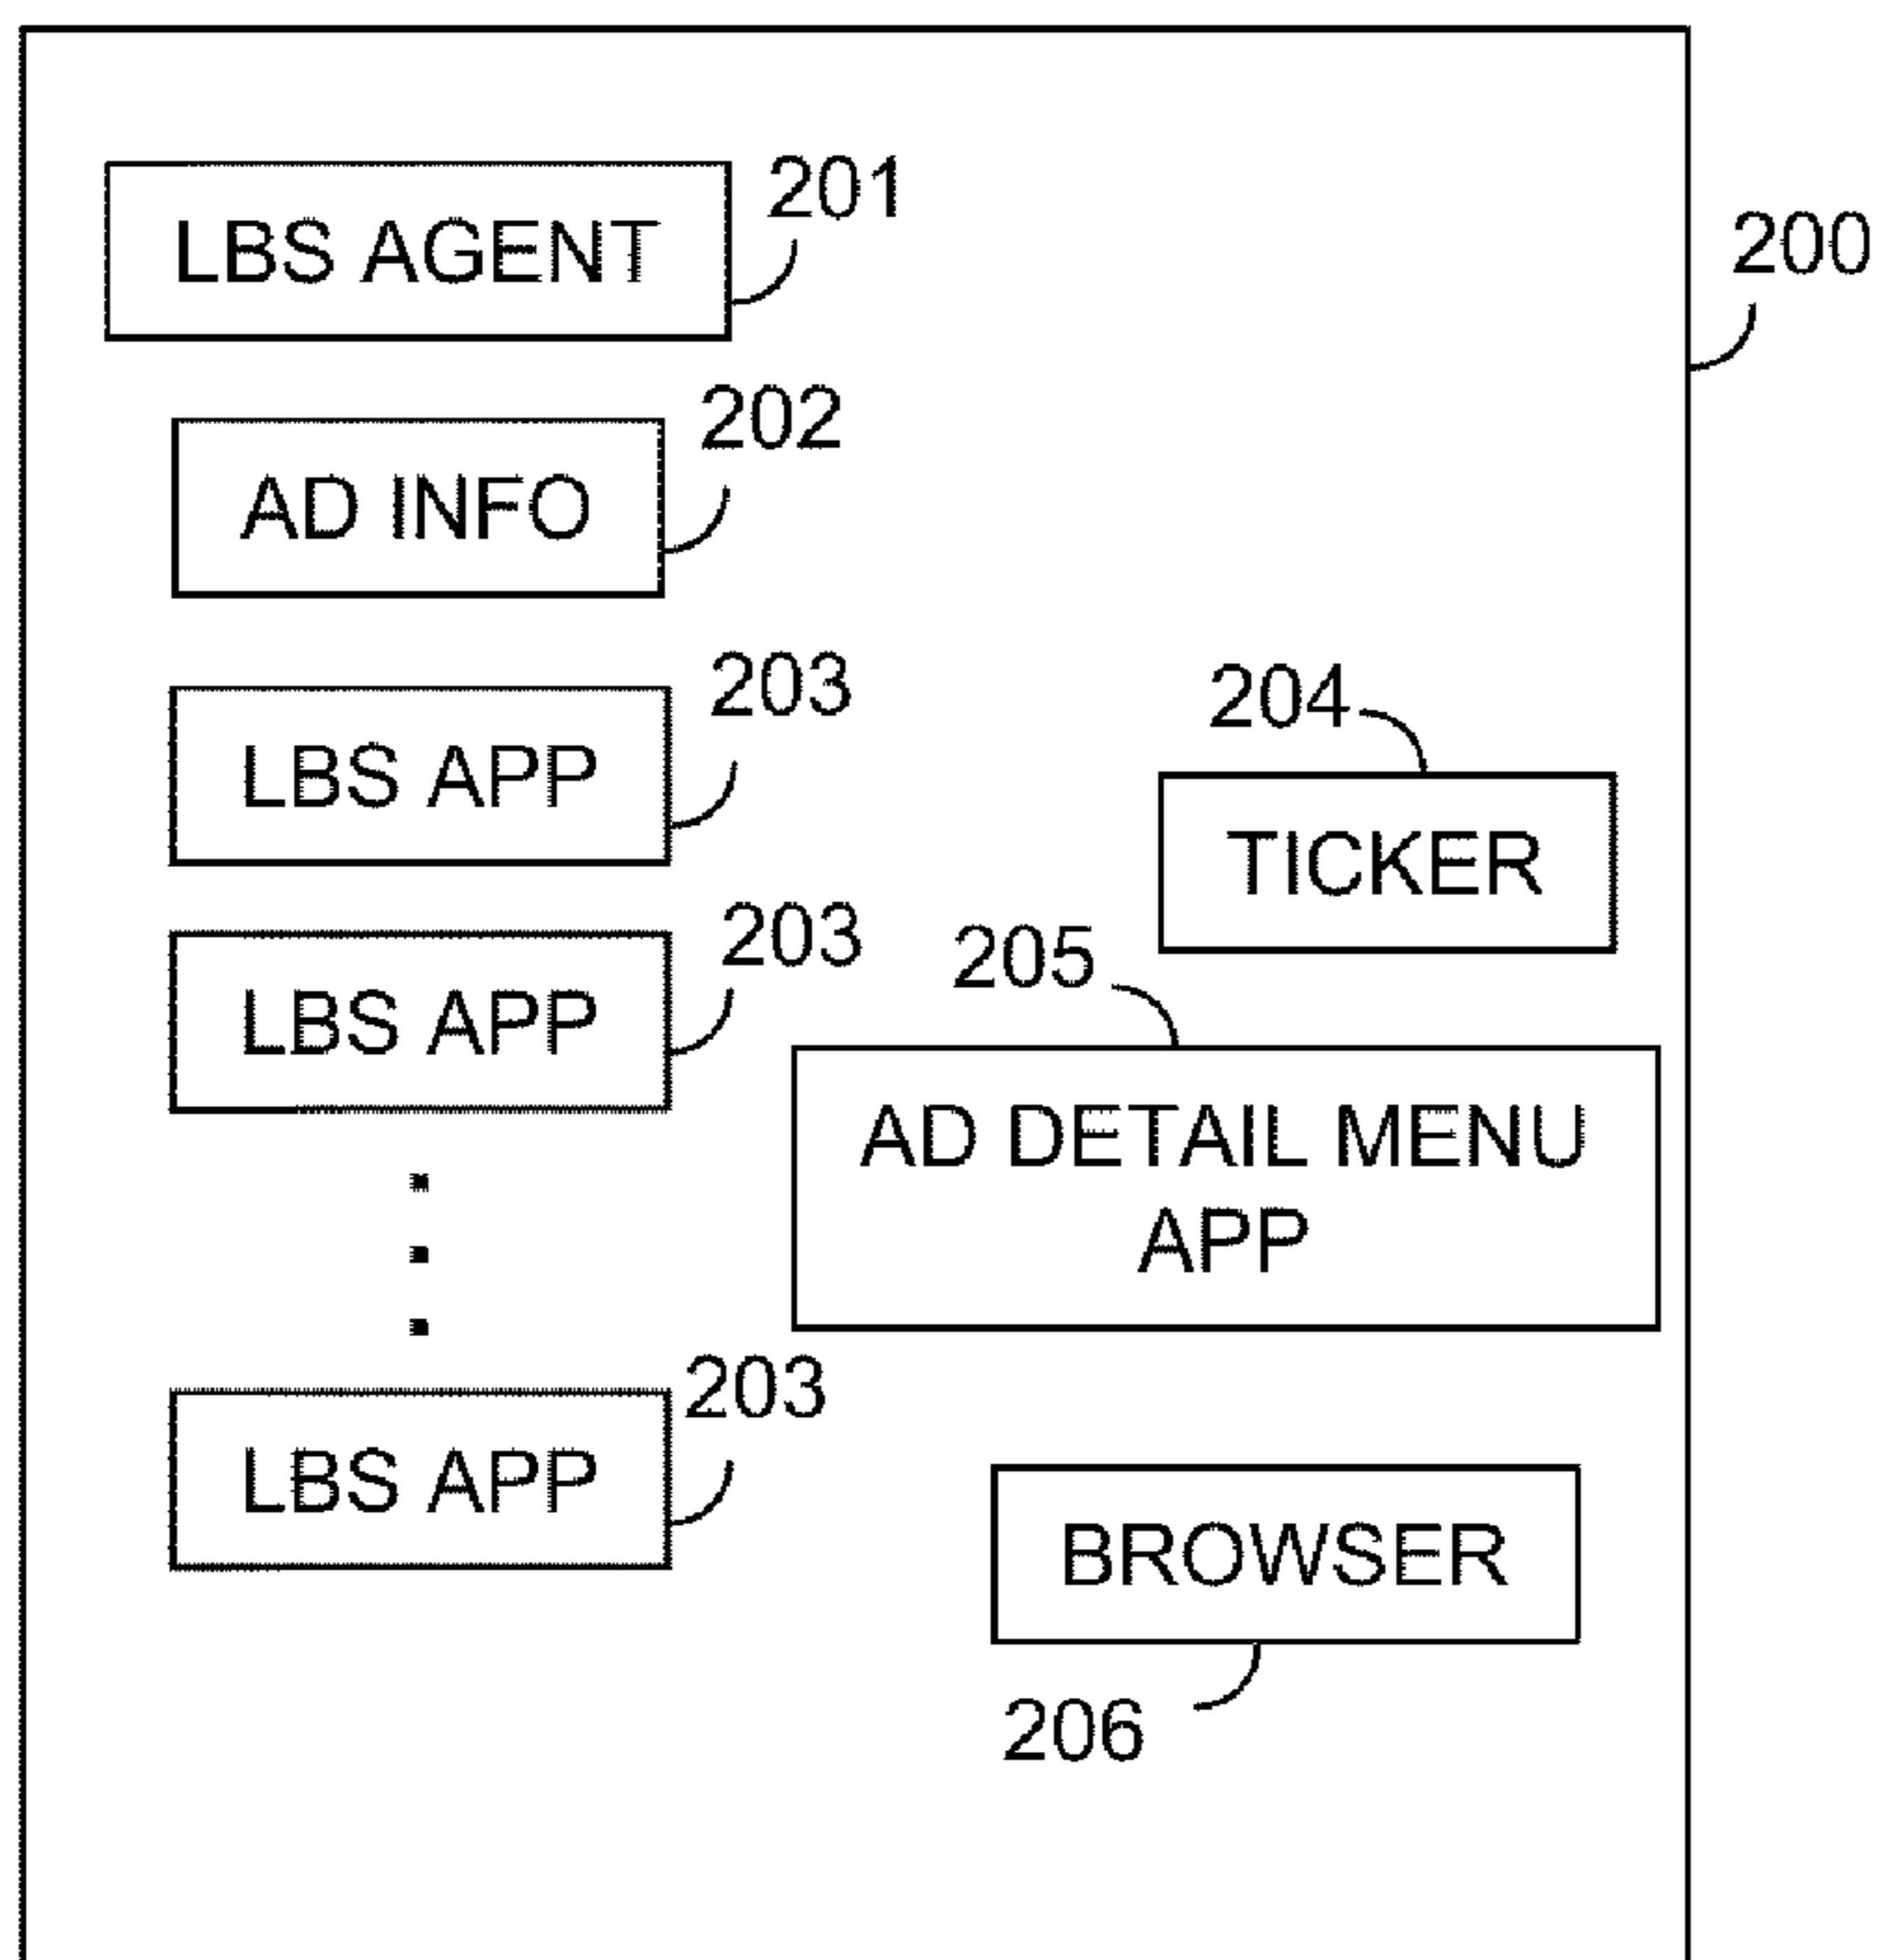 201
LBS AGENT
200
202
AD INFO
203
LBS APP
204
TICKER
203
LBS APP
205
AD DETAIL MENU
APP
203
LBS APP
BROWSER
206